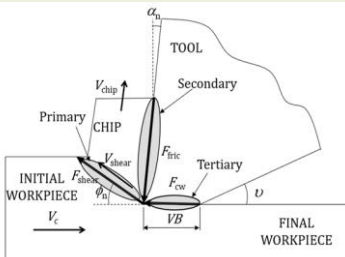 αn
TOOL
Vchip
Secondary
Primary
CHIP
Vshear
Ffric
Fshear
Tertiary
INITIAL
WORKPIECE
ϕn
Fcw
υ
Vc
VB
FINAL
WORKPIECE